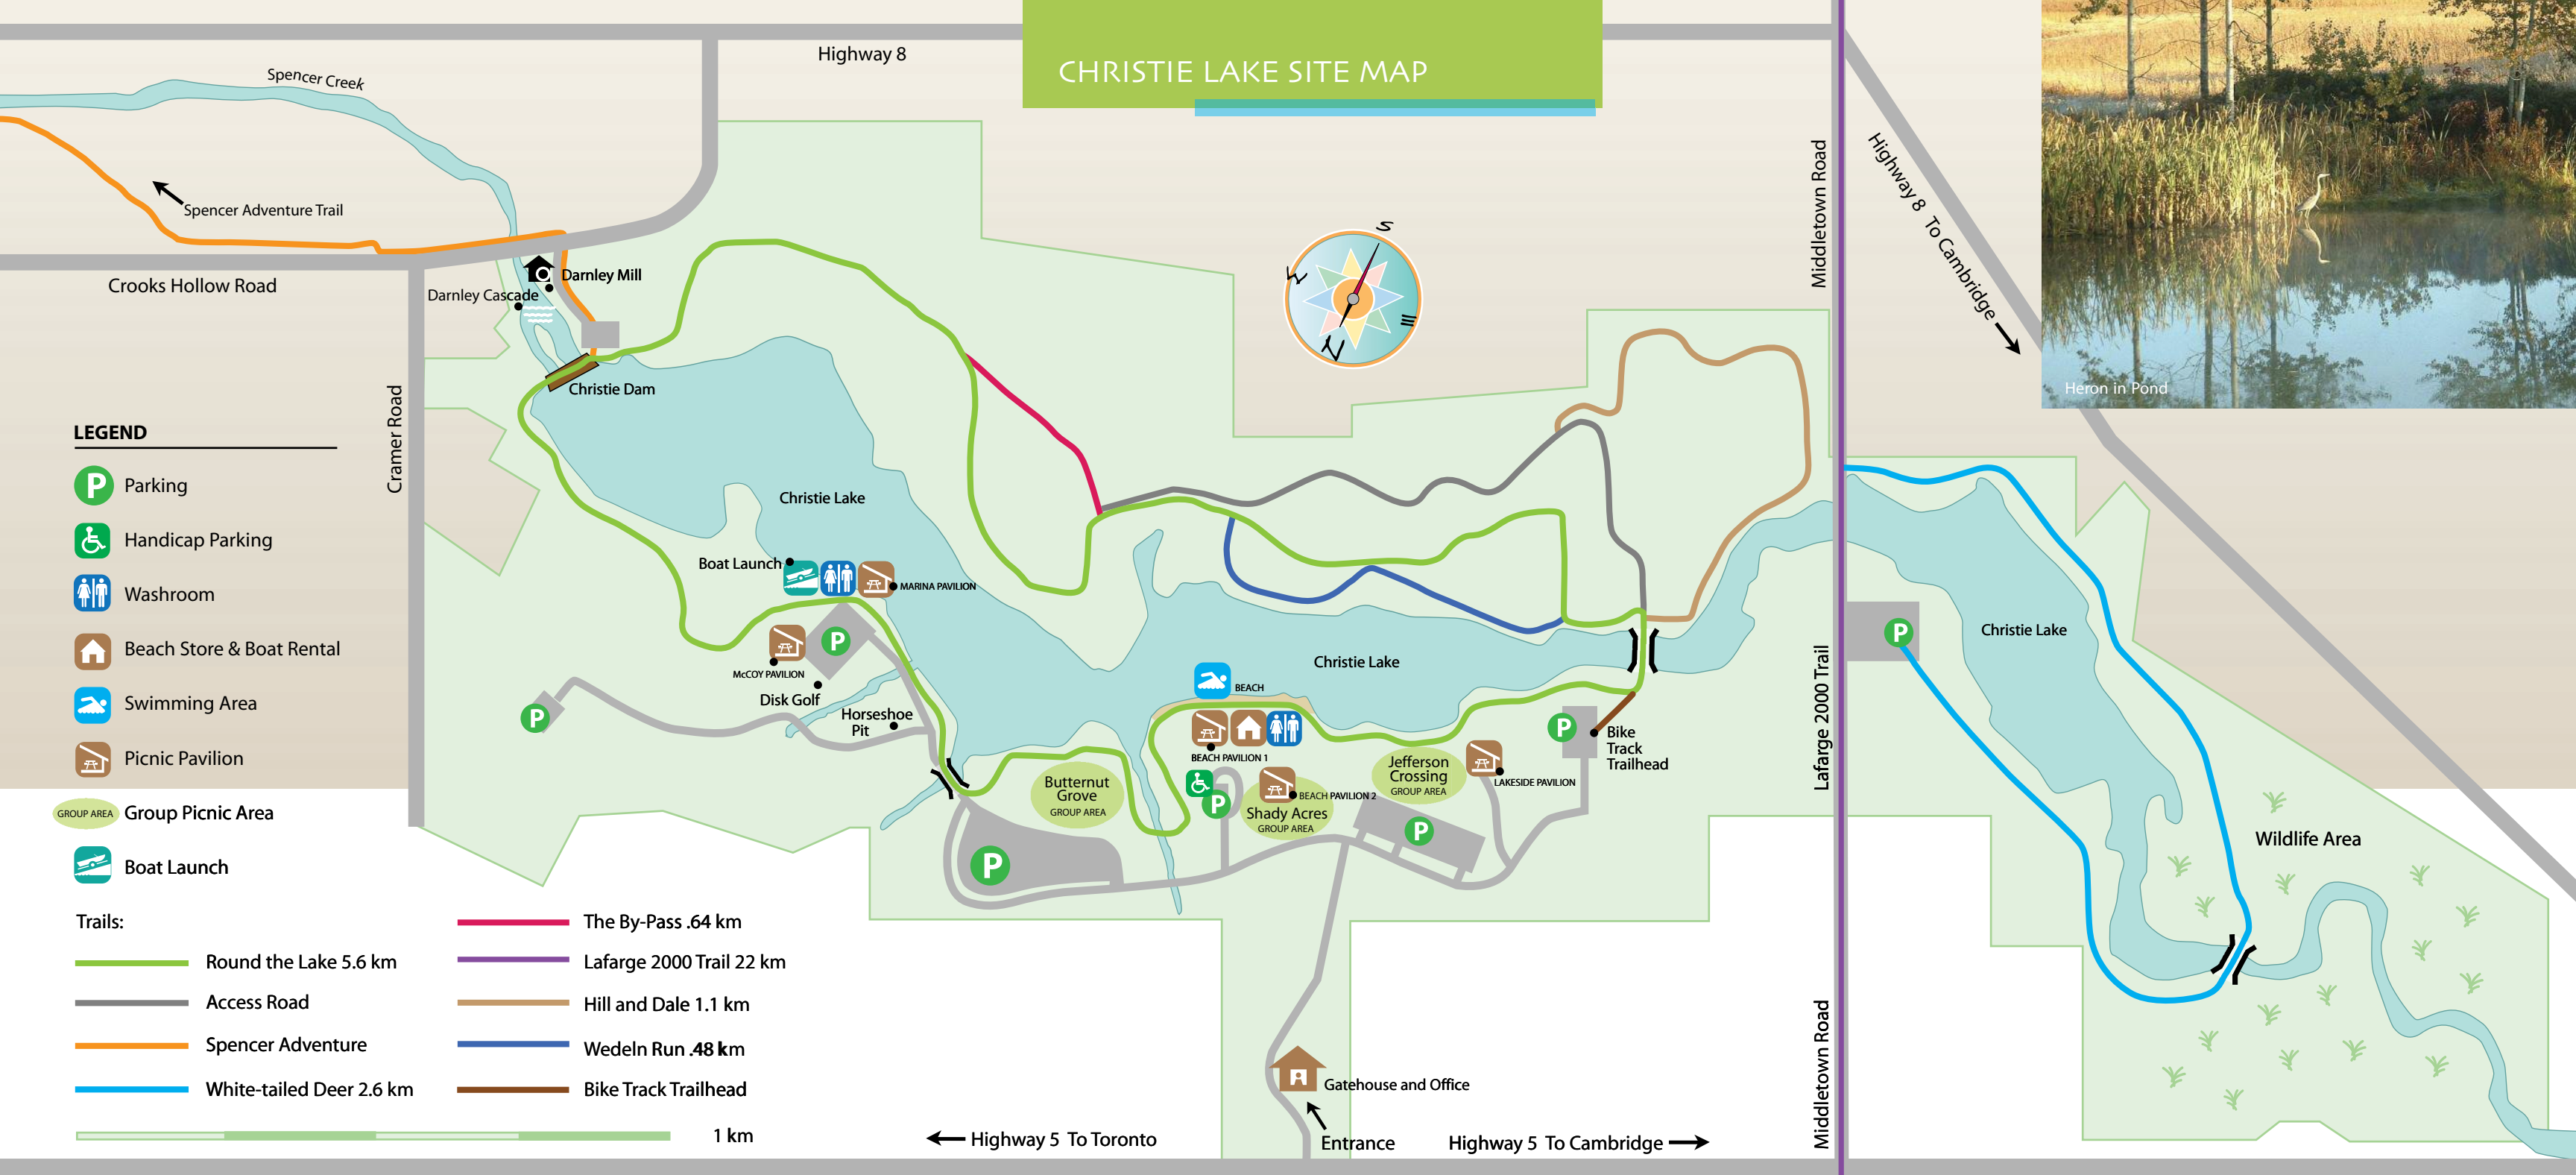 CHRISTIE LAKE SITE MAP
Highway 8
Spencer Creek
Spencer Adventure Trail
Crooks Hollow Road
Darnley Mill
Darnley Cascade
Christie Dam
Cramer Road
Middletown Road
Highway 8 To Cambridge
Heron in Pond
S
W
E
N
LEGEND
P Parking
Handicap Parking
Washroom
Beach Store & Boat Rental
Swimming Area
Picnic Pavilion
GROUP AREA Group Picnic Area
Boat Launch
Christie Lake
Boat Launch
MARINA PAVILION
P
McCOY PAVILION
Disk Golf
Horseshoe
Pit
P
Christie Lake
BEACH
BEACH PAVILION 1
Butternut
Grove
GROUP AREA
P
P
BEACH PAVILION 2
Shady Acres
GROUP AREA
Jefferson
Crossing
GROUP AREA
LAKESIDE PAVILION
P
P
Bike
Track
Trailhead
Lafarge 2000 Trail
P
Christie Lake
Wildlife Area
Middletown Road
Trails:
Round the Lake 5.6 km
Access Road
Spencer Adventure
White-tailed Deer 2.6 km
The By-Pass .64 km
Lafarge 2000 Trail 22 km
Hill and Dale 1.1 km
Wedeln Run .48 km
Bike Track Trailhead
1 km
Gatehouse and Office
Entrance
Highway 5 To Toronto
Highway 5 To Cambridge